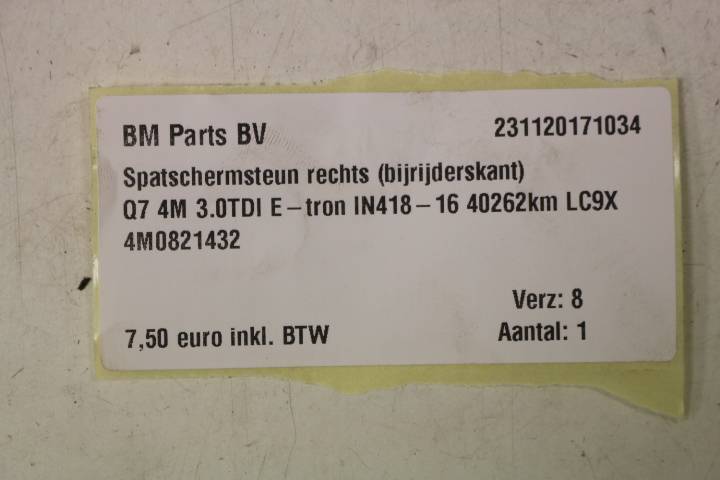 BM Parts BV 231120171034
Spatschermsteun rechts (bijrijderskant)
Q7 4M 3.0TDI E-tron IN418-16 40262km LC9X
4M0821432
Verz: 8
7,50 euro inkl. BTW Aantal: 1